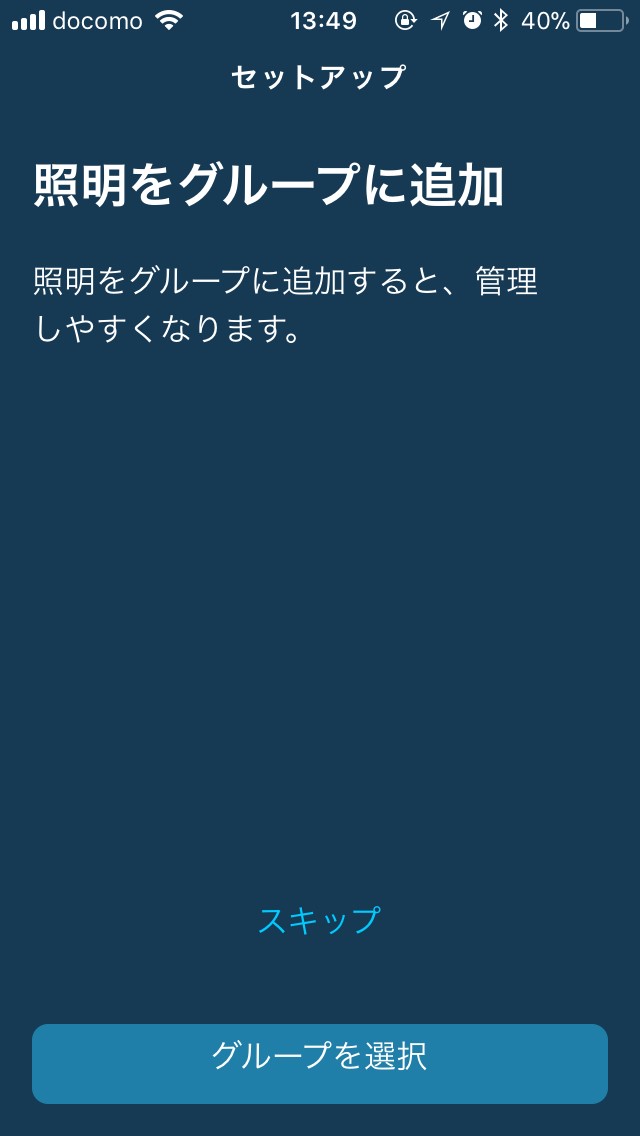 docomo 13:49 40%
セットアップ
照明をグループに追加
照明をグループに追加すると、管理
しやすくなります。
スキップ
グループを選択